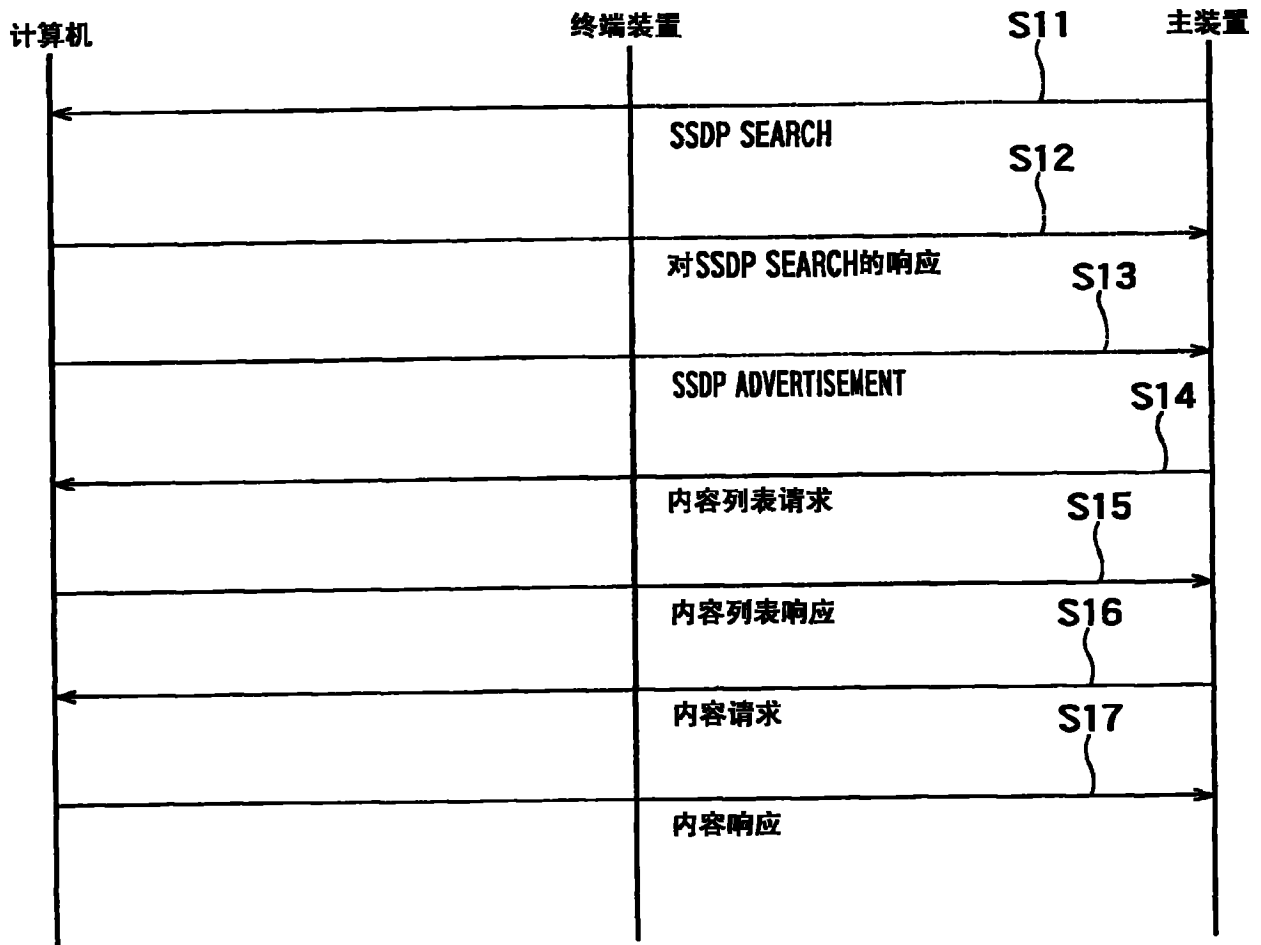 计算机
终端装置
S11
主装置
SSDP SEARCH
S12
对SSDP SEARCH的响应
S13
SSDP ADVERTISEMENT
S14
内容列表请求
S15
内容列表响应
S16
内容请求
S17
内容响应